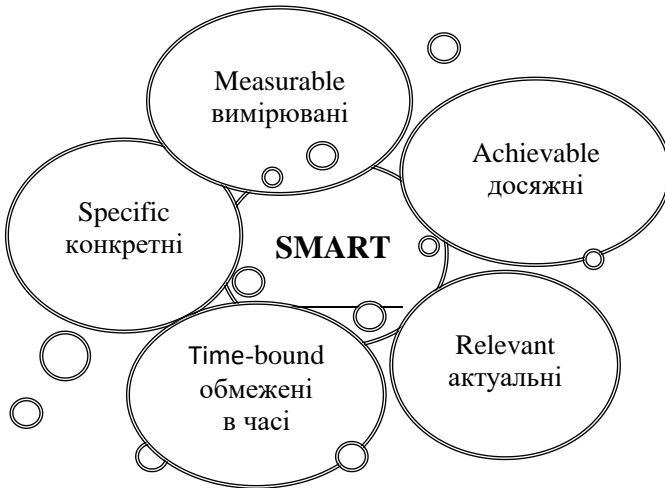 Measurable
вимірювані
Achievable
досяжні
Specific
конкретні
SMART
Time-bound
обмежені
в часі
Relevant
актуальні